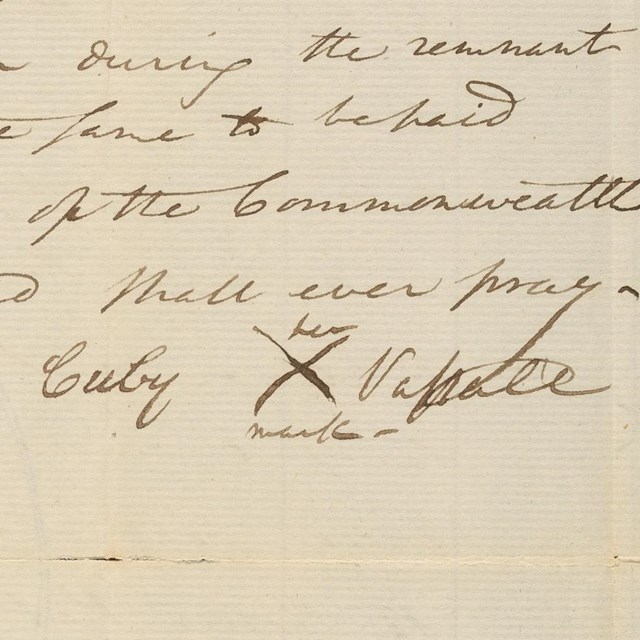 during the remnant
same to be paid
of the Commonwealth
shall ever pray-
her
Cuby X Vassall
mark-